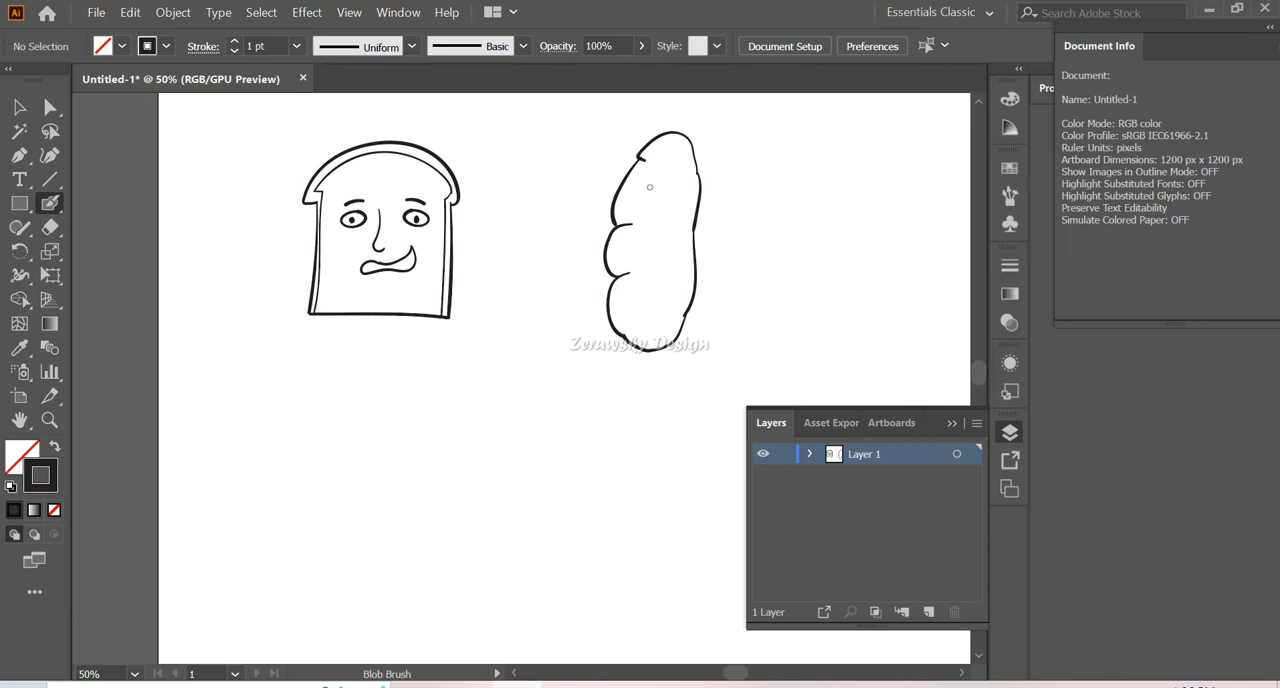 Ai File Edit Object Type Select Effect View Window Help Essentials Classic Search Adobe Stock
No Selection Stroke: 1 pt Uniform Basic Opacity: 100% Style: Document Setup Preferences
Untitled-1* @ 50% (RGB/GPU Preview)
Pro
Document Info
Document:
Name: Untitled-1
Color Mode: RGB color
Color Profile: sRGB IEC61966-2.1
Ruler Units: pixels
Artboard Dimensions: 1200 px x 1200 px
Show Images in Outline Mode: OFF
Highlight Substituted Fonts: OFF
Highlight Substituted Glyphs: OFF
Preserve Text Editability
Simulate Colored Paper: OFF
Zerawsky Design
Layers Asset Expor Artboards
Layer 1
1 Layer
50% 1 Blob Brush